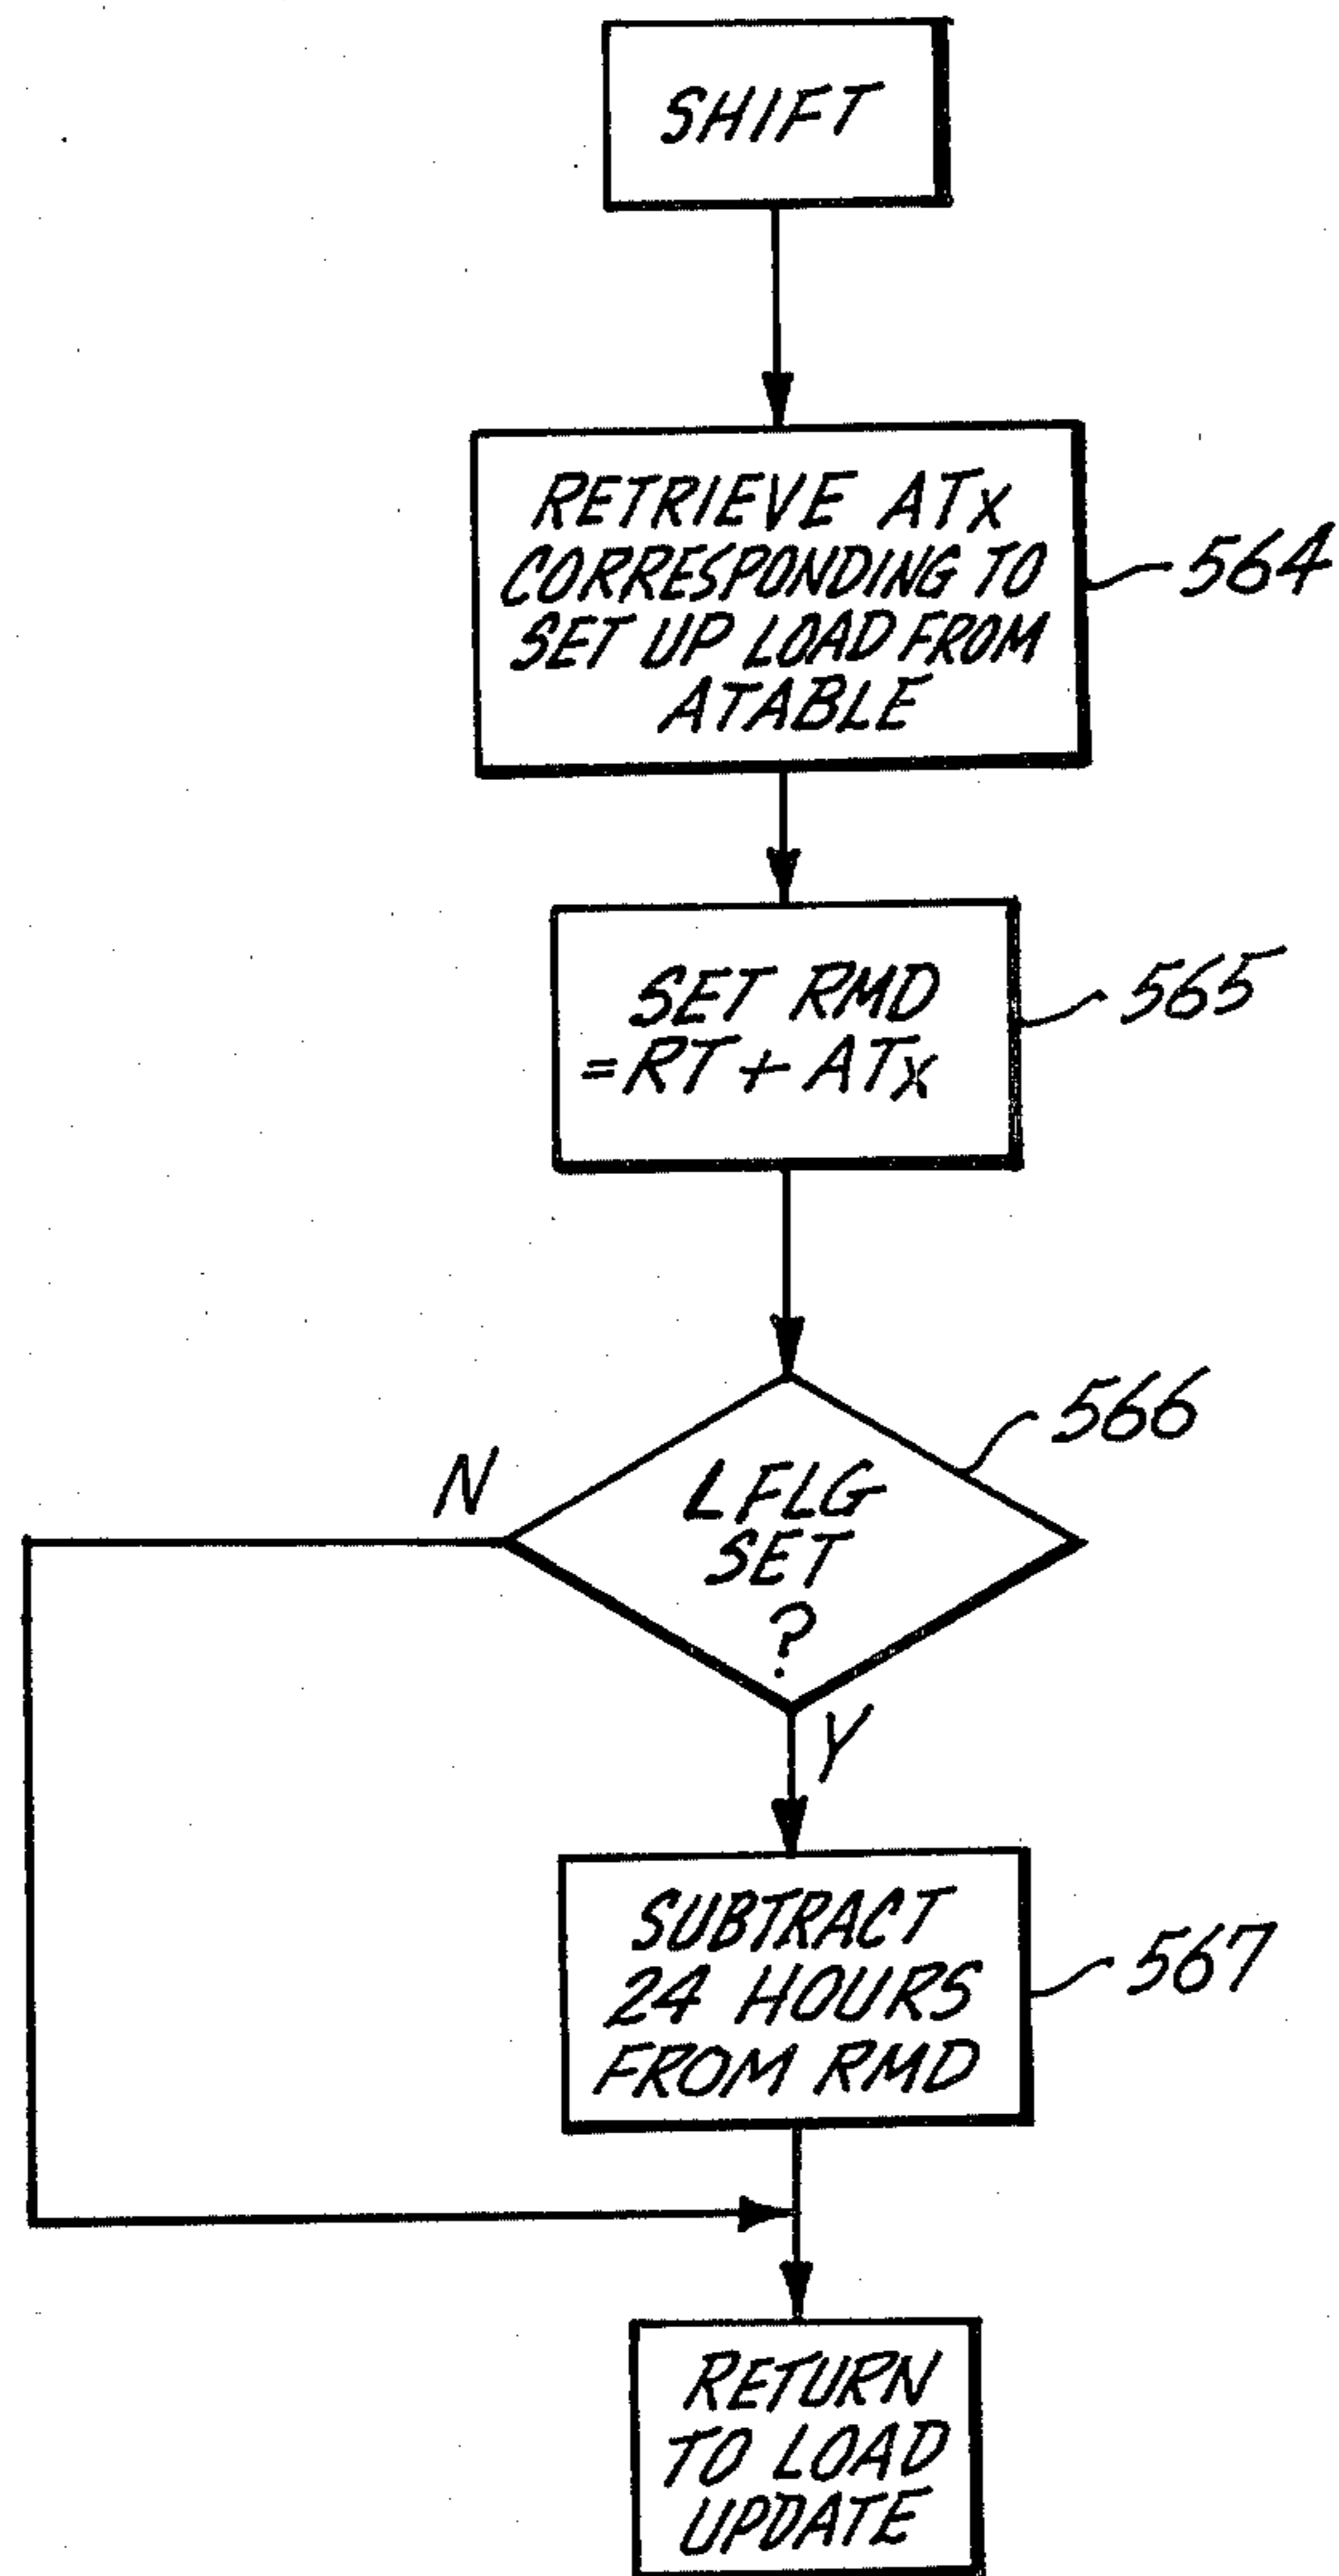 SHIFT
RETRIEVE ATx
CORRESPONDING TO
SET UP LOAD FROM
ATABLE
564
SET RMD
=RT + ATx
565
566
N
LFLG
SET
?
Y
SUBTRACT
24 HOURS
FROM RMD
567
RETURN
TO LOAD
UPDATE